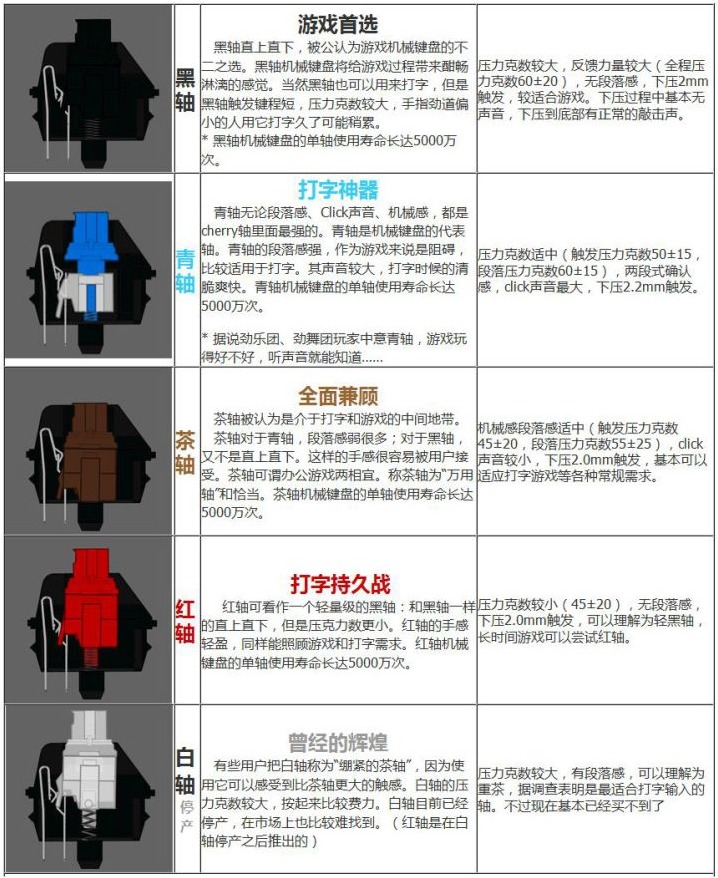 黑
轴
游戏首选
黑轴直上直下，被公认为游戏机械键盘的不
二之选。黑轴机械键盘将给游戏过程带来酣畅
淋漓的感觉。当然黑轴也可以用来打字，但是
黑轴触发键程短，压力克数较大，手指劲道偏
小的人用它打字久了可能稍累。
* 黑轴机械键盘的单轴使用寿命长达5000万
次。
压力克数较大，反馈力量较大（全程压
力克数60±20），无段落感，下压2mm
触发，较适合游戏。下压过程中基本无
声音，下压到底部有正常的敲击声。
青
轴
打字神器
青轴无论段落感、Click声音、机械感，都是
cherry轴里面最强的。青轴是机械键盘的代表
轴。青轴的段落感强，作为游戏来说是阻碍，
比较适用于打字。其声音较大，打字时候的清
脆爽快。青轴机械键盘的单轴使用寿命长达
5000万次。
* 据说劲乐团、劲舞团玩家中意青轴，游戏玩
得好不好，听声音就能知道......
压力克数适中（触发压力克数50±15，
段落压力克数60±15），两段式确认
感，click声音最大，下压2.2mm触发。
茶
轴
全面兼顾
茶轴被认为是介于打字和游戏的中间地带。
茶轴对于青轴，段落感弱很多；对于黑轴，
又不是直上直下。这样的手感很容易被用户接
受。茶轴可谓办公游戏两相宜。称茶轴为“万用
轴”和恰当。茶轴机械键盘的单轴使用寿命长达
5000万次。
机械感段落感适中（触发压力克数
45±20，段落压力克数55±25），click
声音较小，下压2.0mm触发，基本可以
适应打字游戏等各种常规需求。
红
轴
打字持久战
红轴可看作一个轻量级的黑轴：和黑轴一样
的直上直下，但是压克力数更小。红轴的手感
轻盈，同样能照顾游戏和打字需求。红轴机械
键盘的单轴使用寿命长达5000万次。
压力克数较小（45±20），无段落感，
下压2.0mm触发，可以理解为轻黑轴，
长时间游戏可以尝试红轴。
白
轴
停
产
曾经的辉煌
有些用户把白轴称为“绷紧的茶轴”，因为使
用它可以感受到比茶轴更大的触感。白轴的压
力克数较大，按起来比较费力。白轴目前已经
停产，在市场上也比较难找到。（红轴是在白
轴停产之后推出的）
压力克数较大，有段落感，可以理解为
重茶，据调查表明是最适合打字输入的
轴。不过现在基本已经买不到了